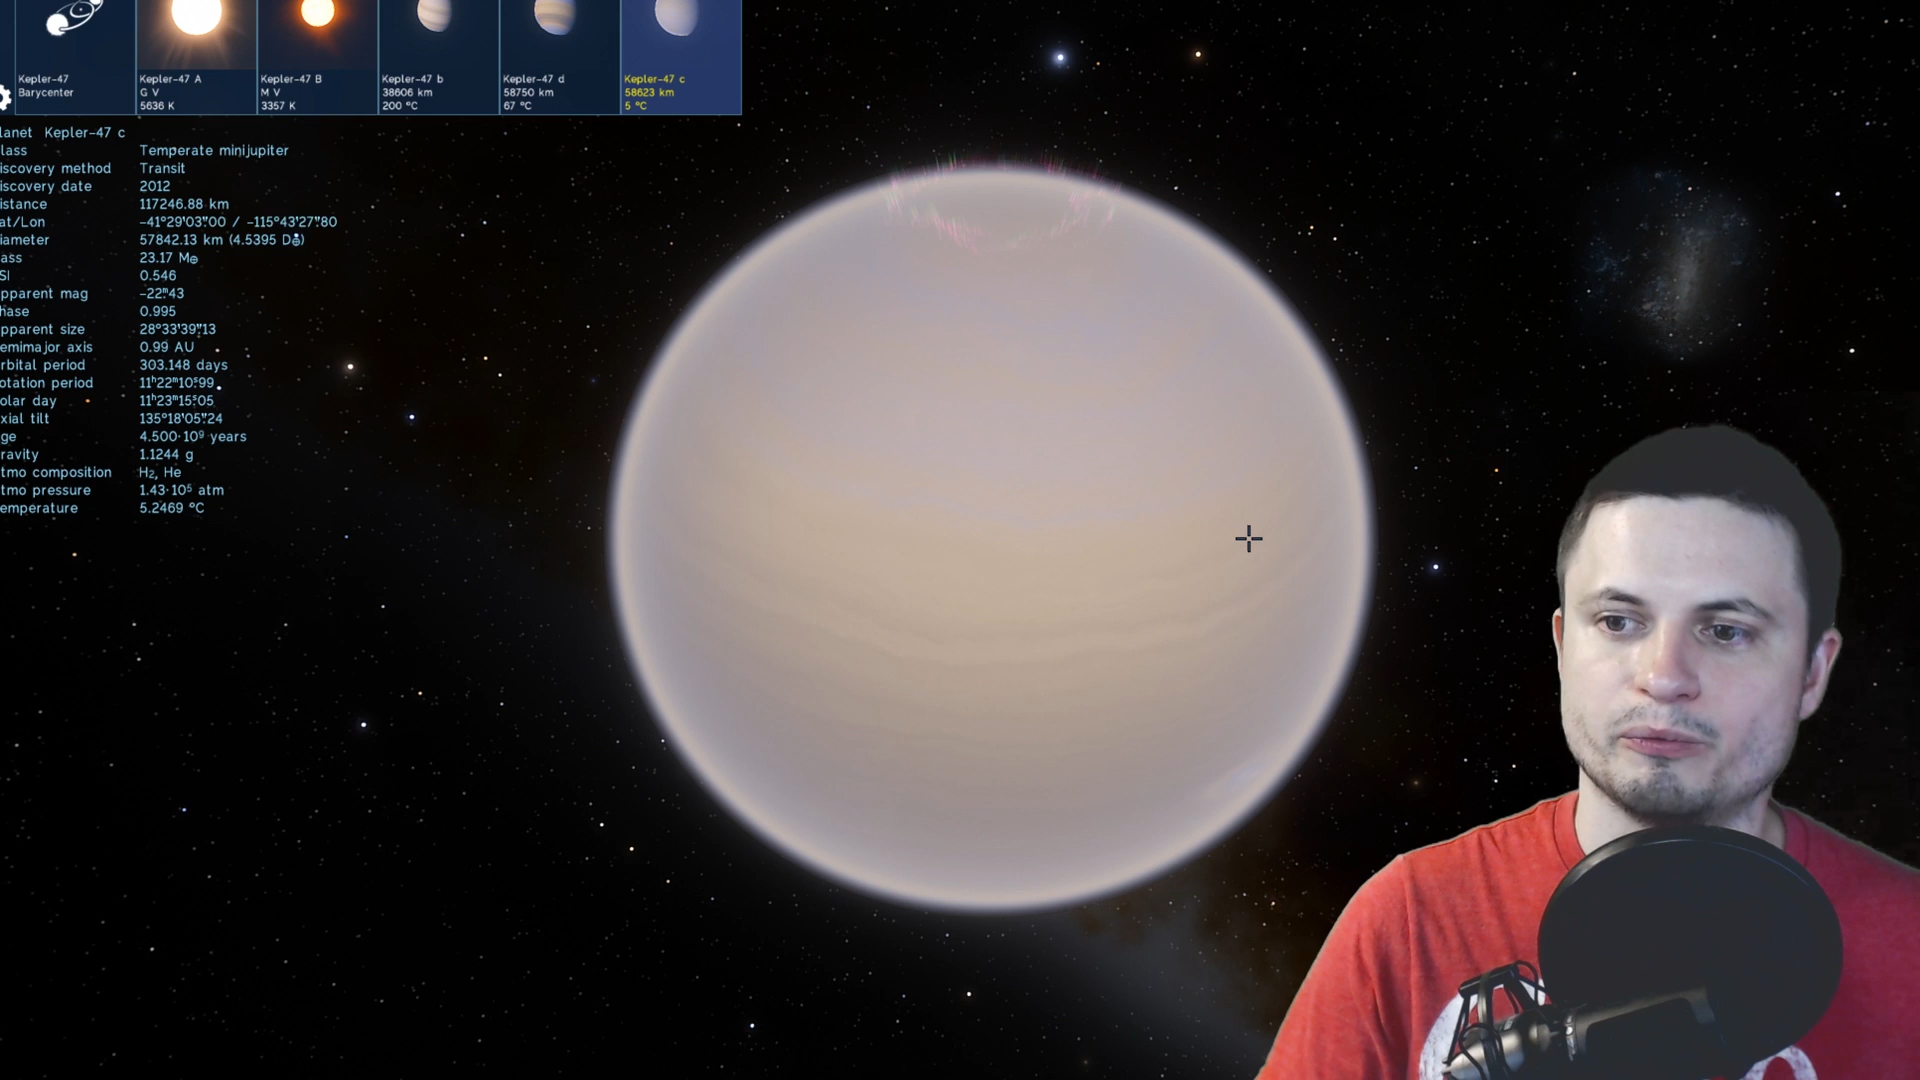 Kepler-47
Barycenter
Kepler-47 A
G V
5636 K
Kepler-47 B
M V
3357 K
Kepler-47 b
38606 km
200 °C
Kepler-47 d
58750 km
67 °C
Kepler-47 c
58623 km
5 °C
lanet Kepler-47 c
lass Temperate minijupiter
iscovery method Transit
iscovery date 2012
istance 117246.88 km
at/Lon -41°29'03."00 / -115°43'27."80
iameter 57842.13 km (4.5395 D⊕)
ass 23.17 M⊕
SI 0.546
pparent mag -22.ᵐ43
hase 0.995
pparent size 28°33'39."13
emimajor axis 0.99 AU
rbital period 303.148 days
otation period 11ʰ22ᵐ10.ˢ99
olar day 11ʰ23ᵐ15.ˢ05
xial tilt 135°18'05."24
ge 4.500·10⁹ years
ravity 1.1244 g
tmo composition H₂, He
tmo pressure 1.43·10⁵ atm
emperature 5.2469 °C